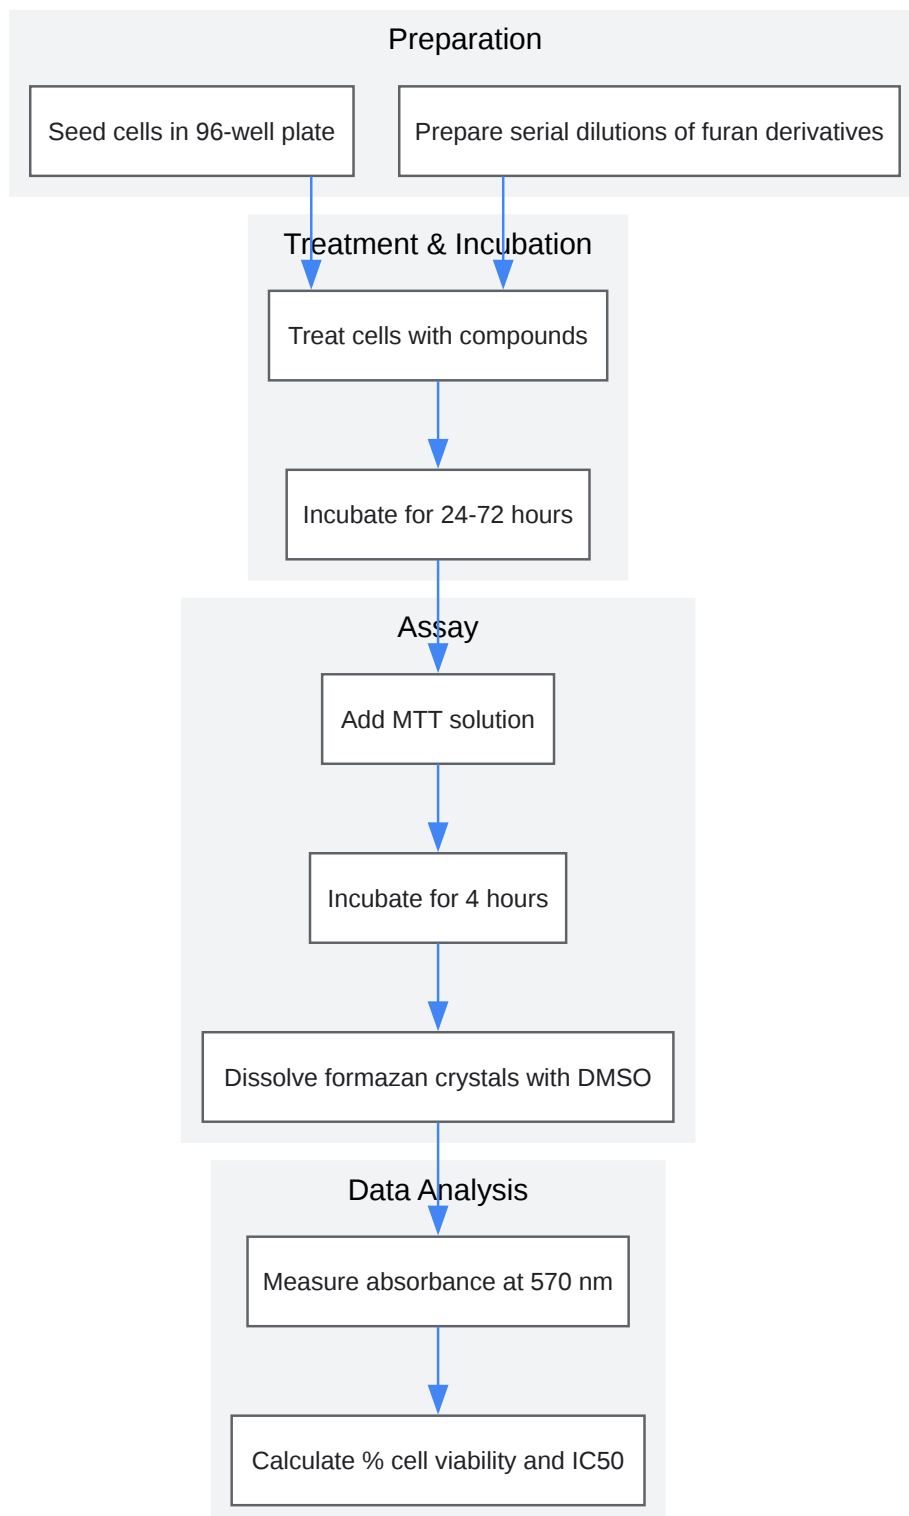 Preparation
Seed cells in 96-well plate
Prepare serial dilutions of furan derivatives
Treatment & Incubation
Treat cells with compounds
Incubate for 24-72 hours
Assay
Add MTT solution
Incubate for 4 hours
Dissolve formazan crystals with DMSO
Data Analysis
Measure absorbance at 570 nm
Calculate % cell viability and IC50